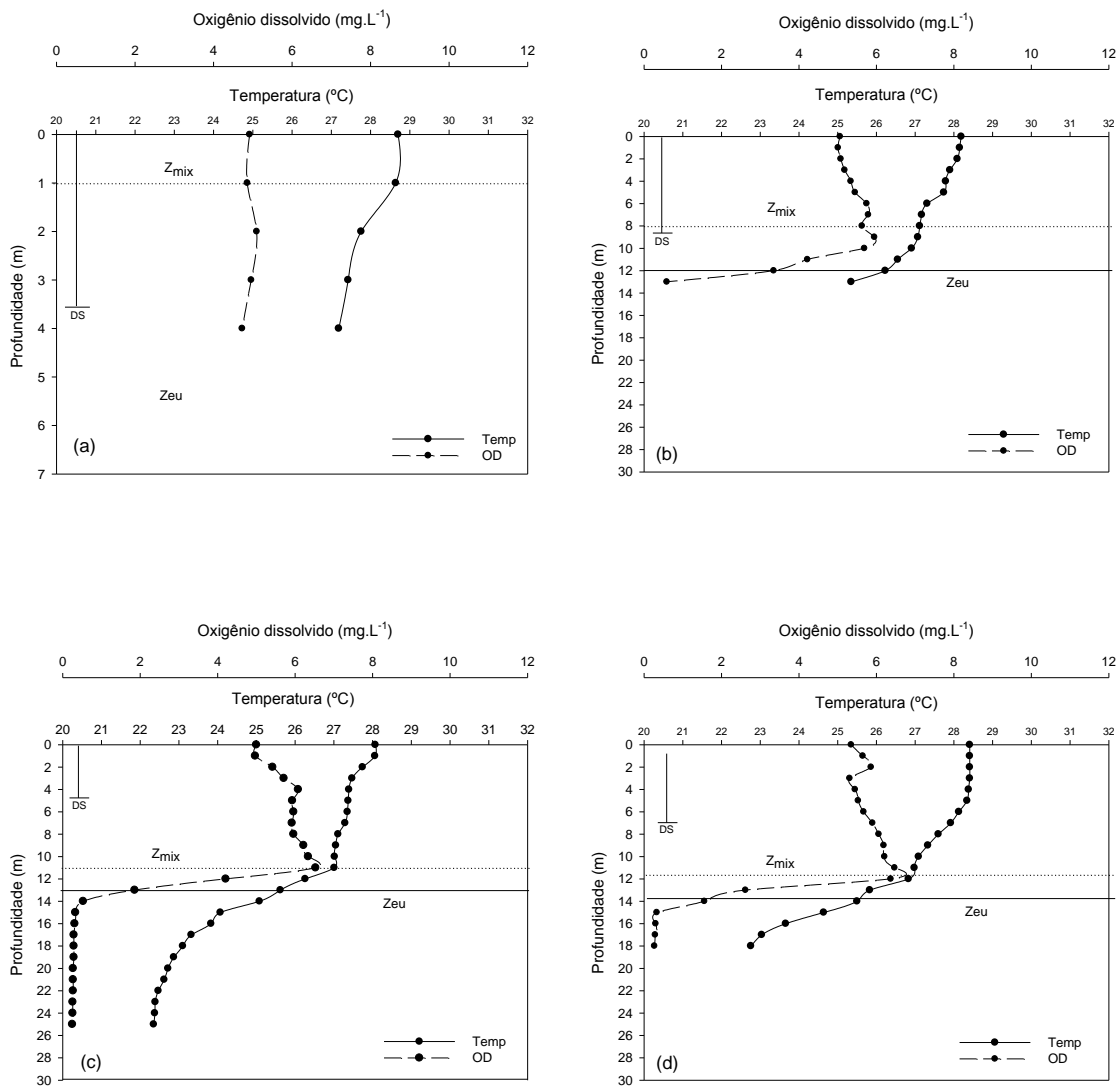 Oxigênio dissolvido (mg.L-1)
0 2 4 6 8 10 12
Temperatura (ºC)
20 21 22 23 24 25 26 27 28 29 30 31 32
Profundidade (m)
0
1
2
3
4
5
6
7
Zmix
DS
Zeu
(a)
Temp
OD
Oxigênio dissolvido (mg.L-1)
0 2 4 6 8 10 12
Temperatura (ºC)
20 21 22 23 24 25 26 27 28 29 30 31 32
Profundidade (m)
0
2
4
6
8
10
12
14
16
18
20
22
24
26
28
30
Zmix
DS
Zeu
(b)
Temp
OD
Oxigênio dissolvido (mg.L-1)
0 2 4 6 8 10 12
Temperatura (ºC)
20 21 22 23 24 25 26 27 28 29 30 31 32
Profundidade (m)
0
2
4
6
8
10
12
14
16
18
20
22
24
26
28
30
DS
Zmix
Zeu
(c)
Temp
OD
Oxigênio dissolvido (mg.L-1)
0 2 4 6 8 10 12
Temperatura (ºC)
20 21 22 23 24 25 26 27 28 29 30 31 32
Profundidade (m)
0
2
4
6
8
10
12
14
16
18
20
22
24
26
28
30
DS
Zmix
Zeu
(d)
Temp
OD